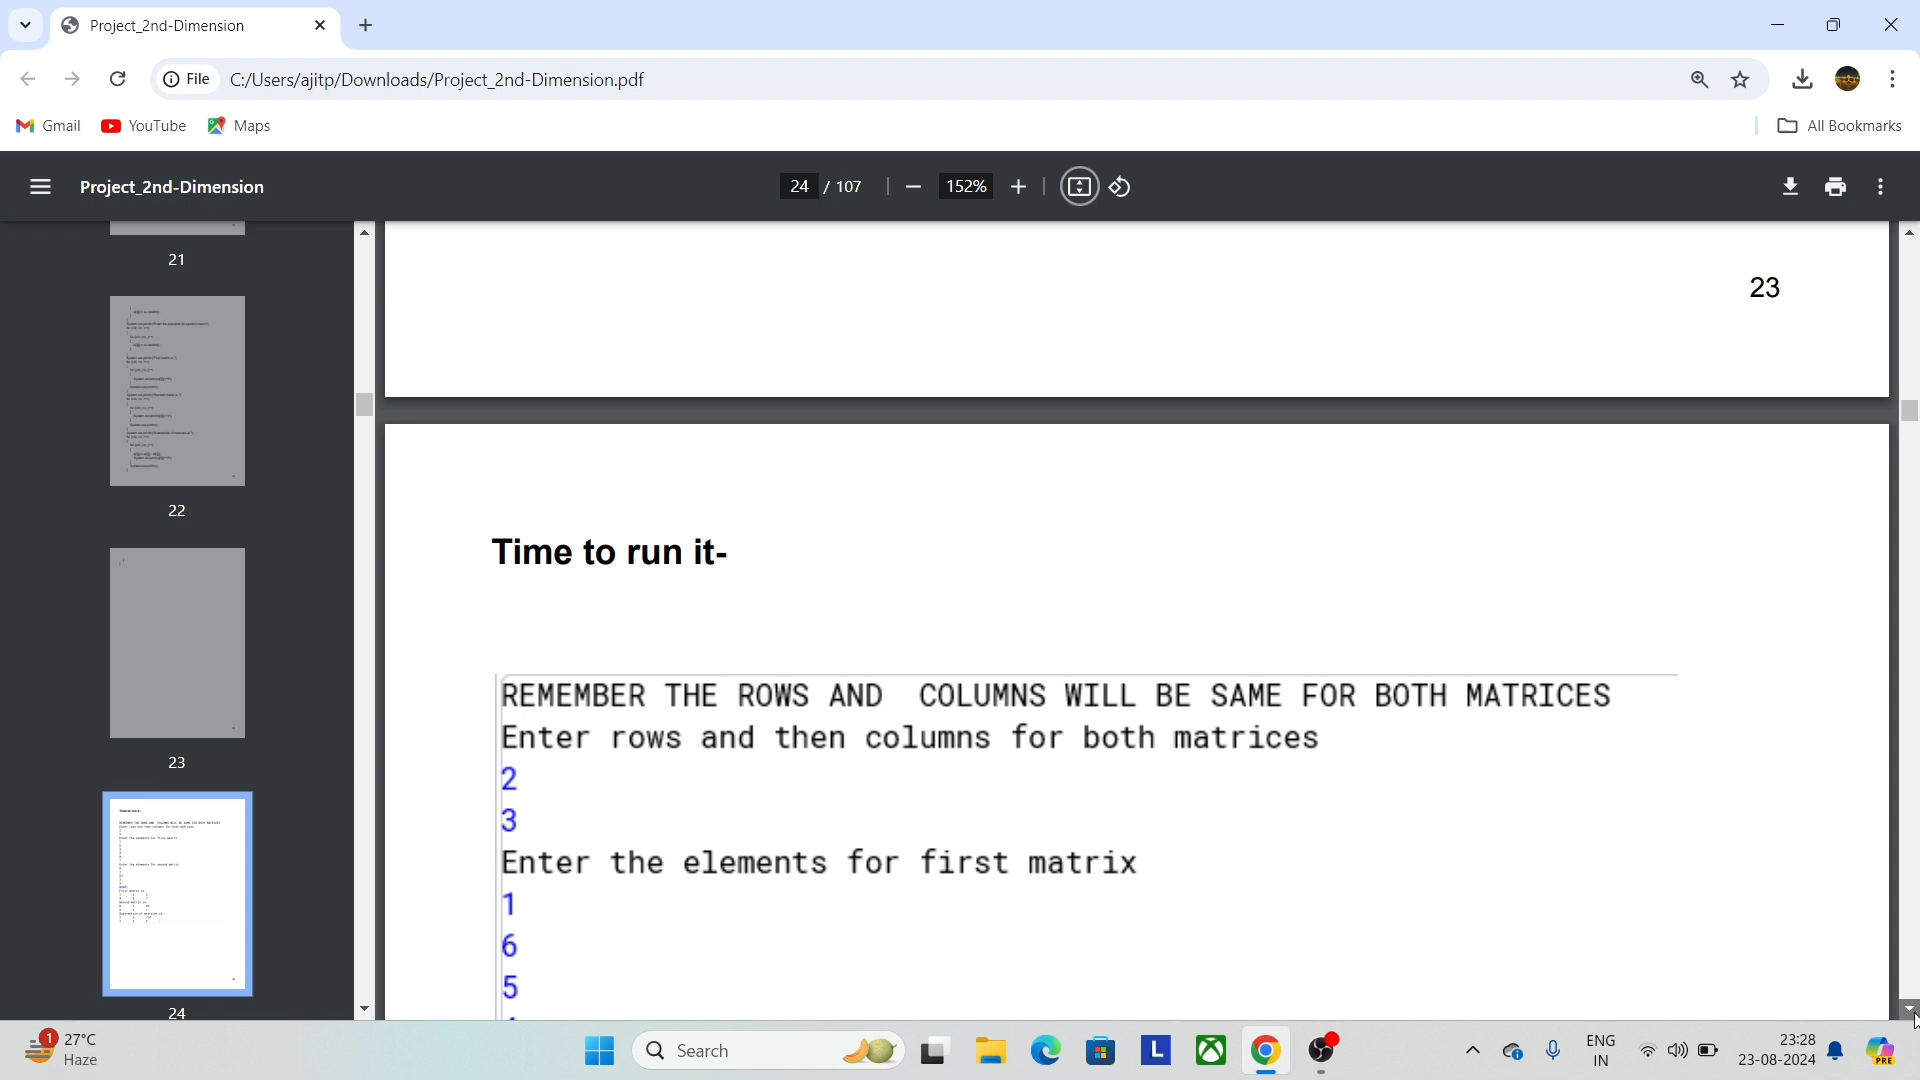 Project_2nd-Dimension
File
C:/Users/ajitp/Downloads/Project_2nd-Dimension.pdf
Gmail
YouTube
Maps
All Bookmarks
Project_2nd-Dimension
24 / 107
152%
21
22
23
24
23
Time to run it-
REMEMBER THE ROWS AND  COLUMNS WILL BE SAME FOR BOTH MATRICES
Enter rows and then columns for both matrices
2
3
Enter the elements for first matrix
1
6
5
1
27°C
Haze
Search
L
PRE
ENG
IN
23:28
23-08-2024